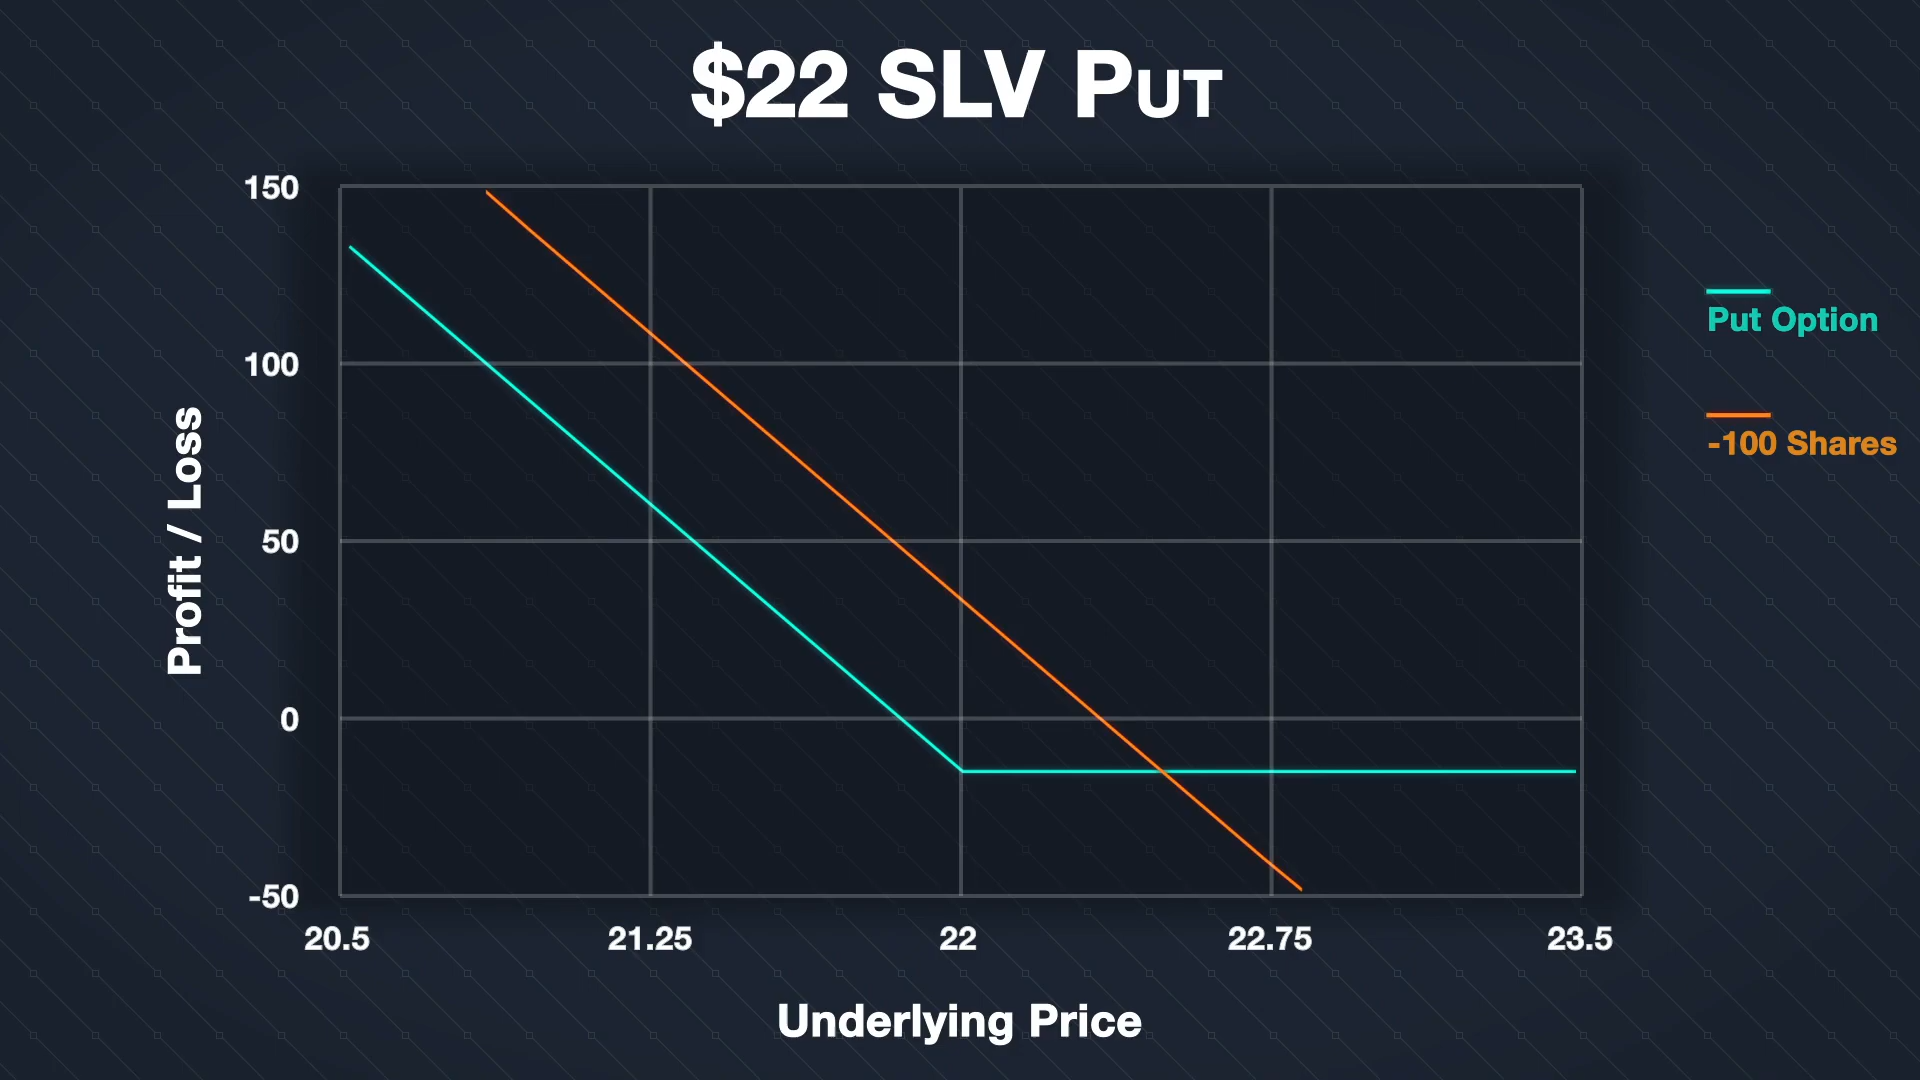 $22 SLV Put
150
100
50
0
-50
Profit / Loss
20.5 21.25 22 22.75 23.5
Underlying Price
Put Option
-100 Shares